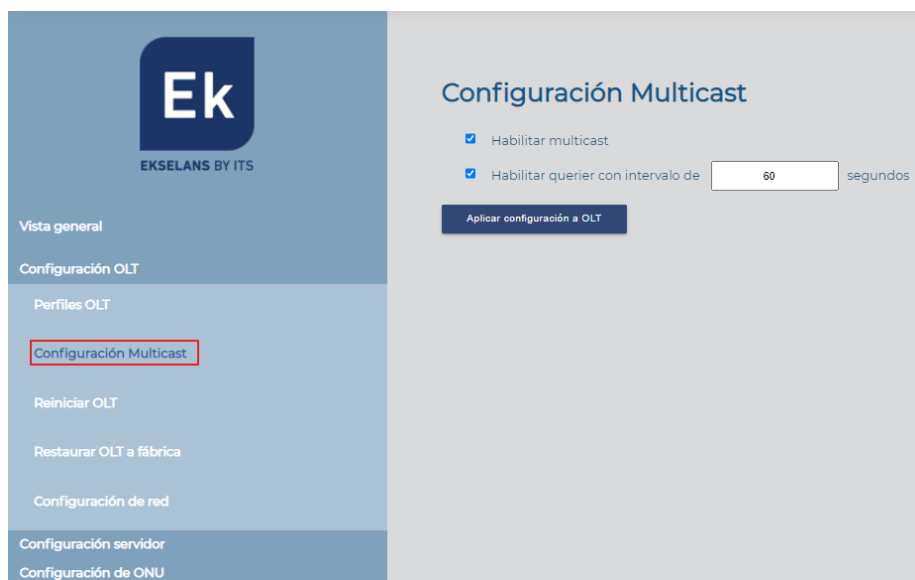 Ek
EKSELANS BY ITS
Vista general
Configuración OLT
Perfiles OLT
Configuración Multicast
Reiniciar OLT
Restaurar OLT a fábrica
Configuración de red
Configuración servidor
Configuración de ONU
Configuración Multicast
Habilitar multicast
Habilitar querier con intervalo de 60 segundos
Aplicar configuración a OLT